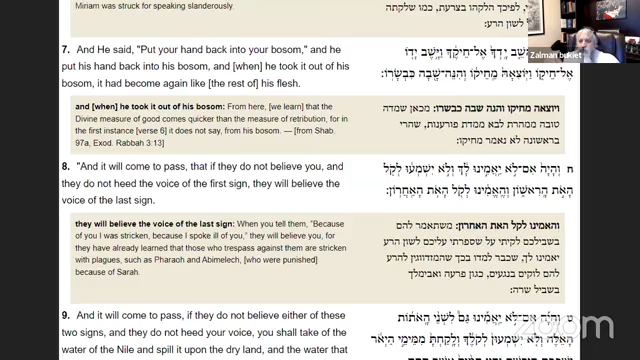 Miriam was struck for speaking slanderously.
לפיכך הלקהו בצרעת, כמו שלקתה
לשון הרע:
Zalman bukiet
7. And He said, "Put your hand back into your bosom," and he
put his hand back into his bosom, and [when] he took it out of his
bosom, it had become again like [the rest of] his flesh.
יָדְךָ֙ אֶל־חֵיקֶ֔ךָ וַיָּ֥שֶׁב יָד֖וֹ
אֶל־חֵיק֑וֹ וַיּֽוֹצִאָהּ֙ מֵֽחֵיק֔וֹ וְהִנֵּה־שָׁ֖בָה כִּבְשָׂרֽוֹ:
and [when] he took it out of his bosom: From here, [we learn] that the
Divine measure of good comes quicker than the measure of retribution, for in
the first instance [verse 6] it does not say, from his bosom. — [from Shab.
97a, Exod. Rabbah 3:13]
ויוצאה מחיקו והנה שבה כבשרו: מכאן שמדה
טובה ממהרת לבא ממדת פורענות, שהרי
בראשונה לא נאמר מחיקו:
8. "And it will come to pass, that if they do not believe you, and
they do not heed the voice of the first sign, they will believe the
voice of the last sign.
ח וְהָיָה֙ אִם־לֹ֣א יַֽאֲמִ֣ינוּ לָ֔ךְ וְלֹ֣א יִשְׁמְע֔וּ לְקֹ֖ל
הָאֹ֣ת הָֽרִאשׁ֑וֹן וְהֶֽאֱמִ֔ינוּ לְקֹ֖ל הָאֹ֥ת הָאַֽחֲרֽוֹן:
they will believe the voice of the last sign: When you tell them, "Because
of you I was stricken, because I spoke ill of you," they will believe you, for
they have already learned that those who trespass against them are stricken
with plagues, such as Pharaoh and Abimelech, [who were punished]
because of Sarah.
והאמינו לקל האת האחרון: משתאמר להם
בשבילכם לקיתי על שספרתי עליכם לשון הרע
יאמינו לך, שכבר למדו בכך שהמזדווגין להרע
להם לוקים בנגעים, כגון פרעה ואבימלך
בשביל שרה:
9. And it will come to pass, if they do not believe either of these
two signs, and they do not heed your voice, you shall take of the
water of the Nile and spill it upon the dry land, and the water that
ט וְהָיָ֡ה אִם־לֹ֣א יַֽאֲמִ֡ינוּ גַּם֩ לִשְׁנֵ֨י הָֽאֹת֜וֹת
הָאֵ֗לֶּה וְלֹ֤א יִשְׁמְעוּן֙ לְקֹלֶ֔ךָ וְלָֽקַחְתָּ֙ מִמֵּימֵ֣י הַיְאֹ֔ר
zoom